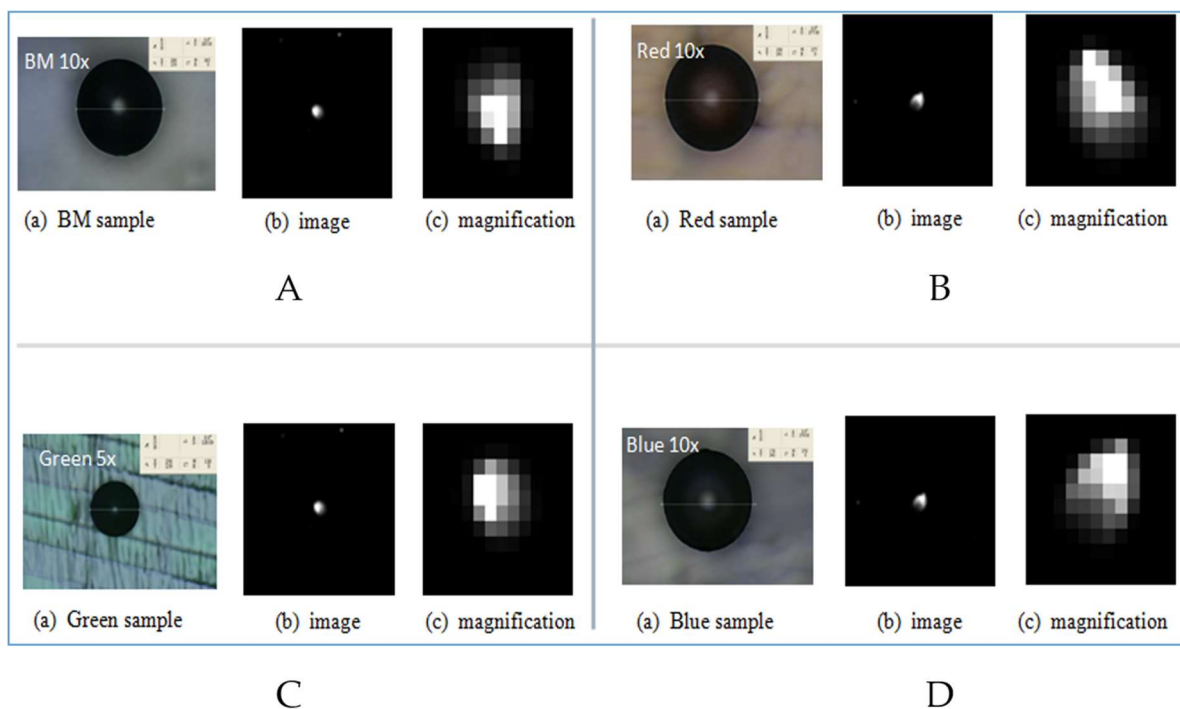 BM 10x
(a) BM sample
(b) image
(c) magnification
A
Red 10x
(a) Red sample
(b) image
(c) magnification
B
Green 5x
(a) Green sample
(b) image
(c) magnification
C
Blue 10x
(a) Blue sample
(b) image
(c) magnification
D